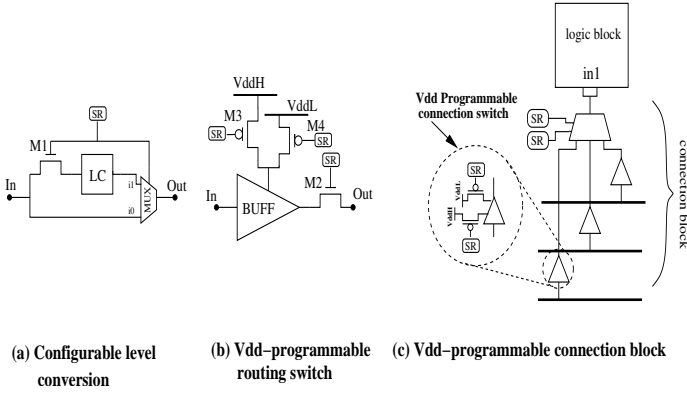 SR
M1
LC
In
i1
i0
MUX
Out
(a) Configurable level
conversion
VddH
VddL
M3
SR
M4
SR
SR
M2
In
BUFF
Out
(b) Vdd–programmable
routing switch
logic block
in1
Vdd Programmable
connection switch
SR
SR
SR
VddL
VddH
SR
connection block
(c) Vdd–programmable connection block